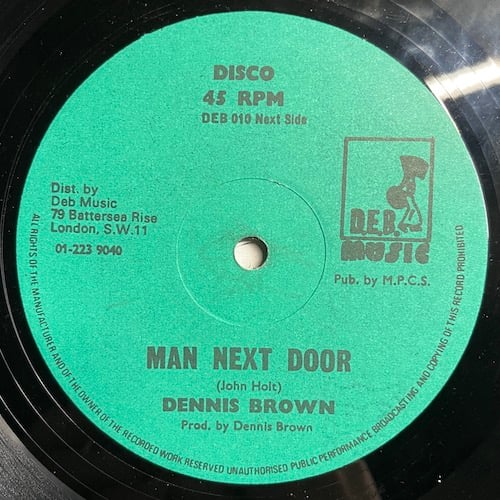 DISCO
45 RPM
DEB 010 Next Side
D.E.B.
MUSIC
Dist. by
Deb Music
79 Battersea Rise
London, S.W.11
01-223 9040
Pub. by M.P.C.S.
MAN NEXT DOOR
(John Holt)
DENNIS BROWN
Prod. by Dennis Brown
ALL RIGHTS OF THE MANUFACTURER AND OF THE OWNER OF THE RECORDED WORK RESERVED UNAUTHORISED PUBLIC PERFORMANCE BROADCASTING AND COPYING OF THIS RECORD PROHIBITED